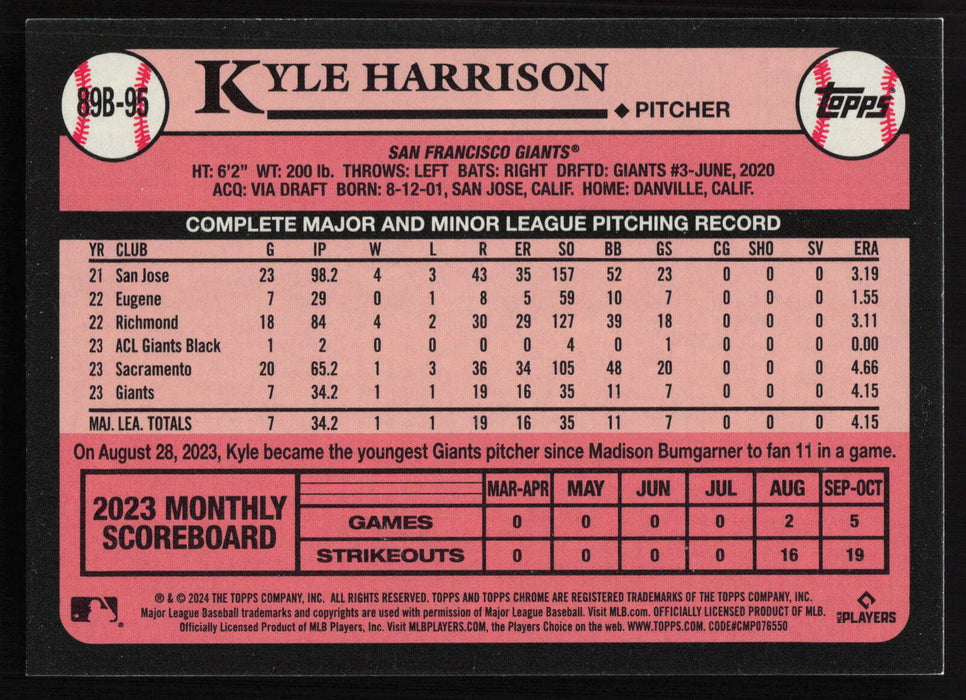 89B-95
KYLE HARRISON
◆ PITCHER
TOPPS
SAN FRANCISCO GIANTS®
HT: 6'2" WT: 200 lb. THROWS: LEFT BATS: RIGHT DRFTD: GIANTS #3-JUNE, 2020
ACQ: VIA DRAFT BORN: 8-12-01, SAN JOSE, CALIF. HOME: DANVILLE, CALIF.
COMPLETE MAJOR AND MINOR LEAGUE PITCHING RECORD
YR CLUB G IP W L R ER SO BB GS CG SHO SV ERA
21 San Jose 23 98.2 4 3 43 35 157 52 23 0 0 0 3.19
22 Eugene 7 29 0 1 8 5 59 10 7 0 0 0 1.55
22 Richmond 18 84 4 2 30 29 127 39 18 0 0 0 3.11
23 ACL Giants Black 1 2 0 0 0 0 4 0 1 0 0 0 0.00
23 Sacramento 20 65.2 1 3 36 34 105 48 20 0 0 0 4.66
23 Giants 7 34.2 1 1 19 16 35 11 7 0 0 0 4.15
MAJ. LEA. TOTALS 7 34.2 1 1 19 16 35 11 7 0 0 0 4.15
On August 28, 2023, Kyle became the youngest Giants pitcher since Madison Bumgarner to fan 11 in a game.
2023 MONTHLY
SCOREBOARD
MAR-APR MAY JUN JUL AUG SEP-OCT
GAMES 0 0 0 0 2 5
STRIKEOUTS 0 0 0 0 16 19
® & © 2024 THE TOPPS COMPANY, INC. ALL RIGHTS RESERVED. TOPPS AND TOPPS CHROME ARE REGISTERED TRADEMARKS OF THE TOPPS COMPANY, INC.
Major League Baseball trademarks and copyrights are used with permission of Major League Baseball. Visit MLB.com. OFFICIALLY LICENSED PRODUCT OF MLB.
Officially Licensed Product of MLB Players, Inc. Visit MLBPLAYERS.COM, the Players Choice on the web. WWW.TOPPS.COM. CODE#CMP076550
MLB PLAYERS